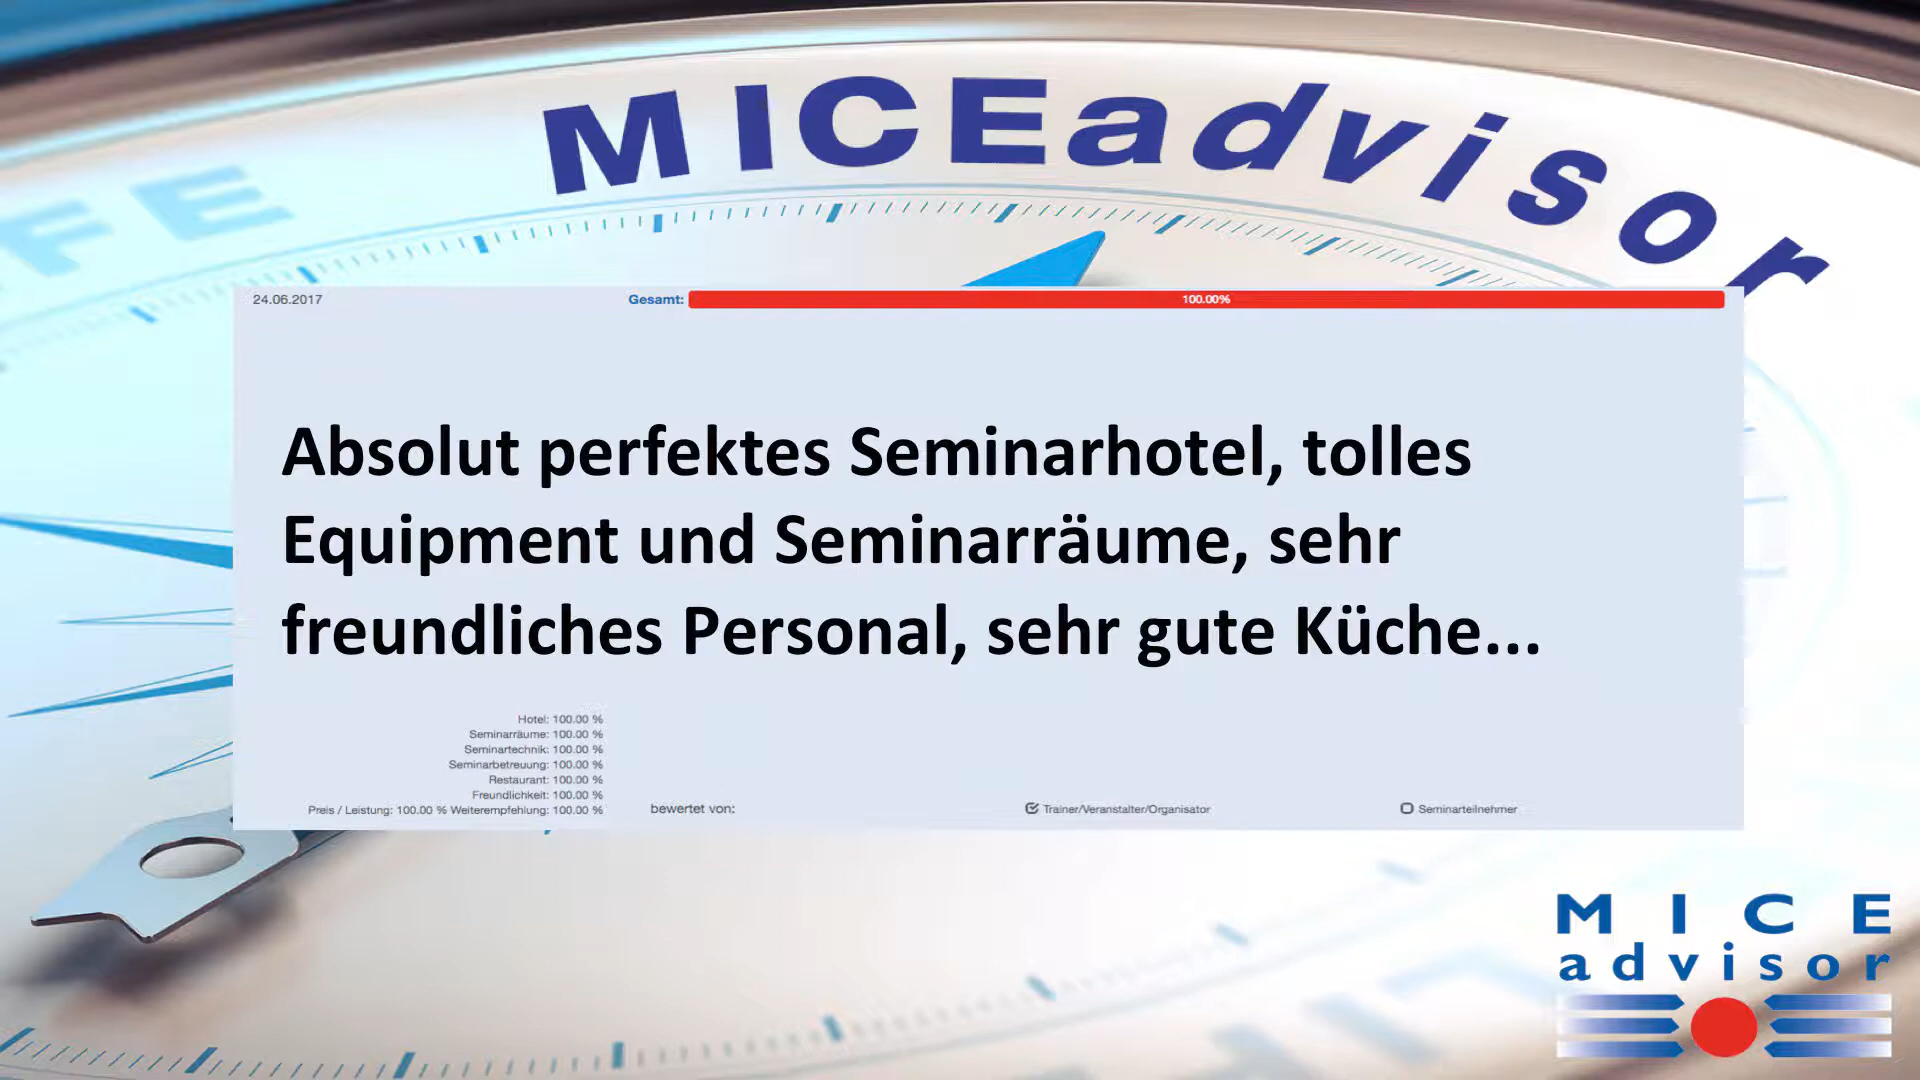 MICEadvisor
FE
24.06.2017 Gesamt: 100.00%
Absolut perfektes Seminarhotel, tolles
Equipment und Seminarräume, sehr
freundliches Personal, sehr gute Küche...
Hotel: 100.00 %
Seminarräume: 100.00 %
Seminartechnik: 100.00 %
Seminarbetreuung: 100.00 %
Restaurant: 100.00 %
Freundlichkeit: 100.00 %
Preis / Leistung: 100.00 % Weiterempfehlung: 100.00 %
bewertet von: Trainer/Veranstalter/Organisator Seminarteilnehmer
MICE
advisor